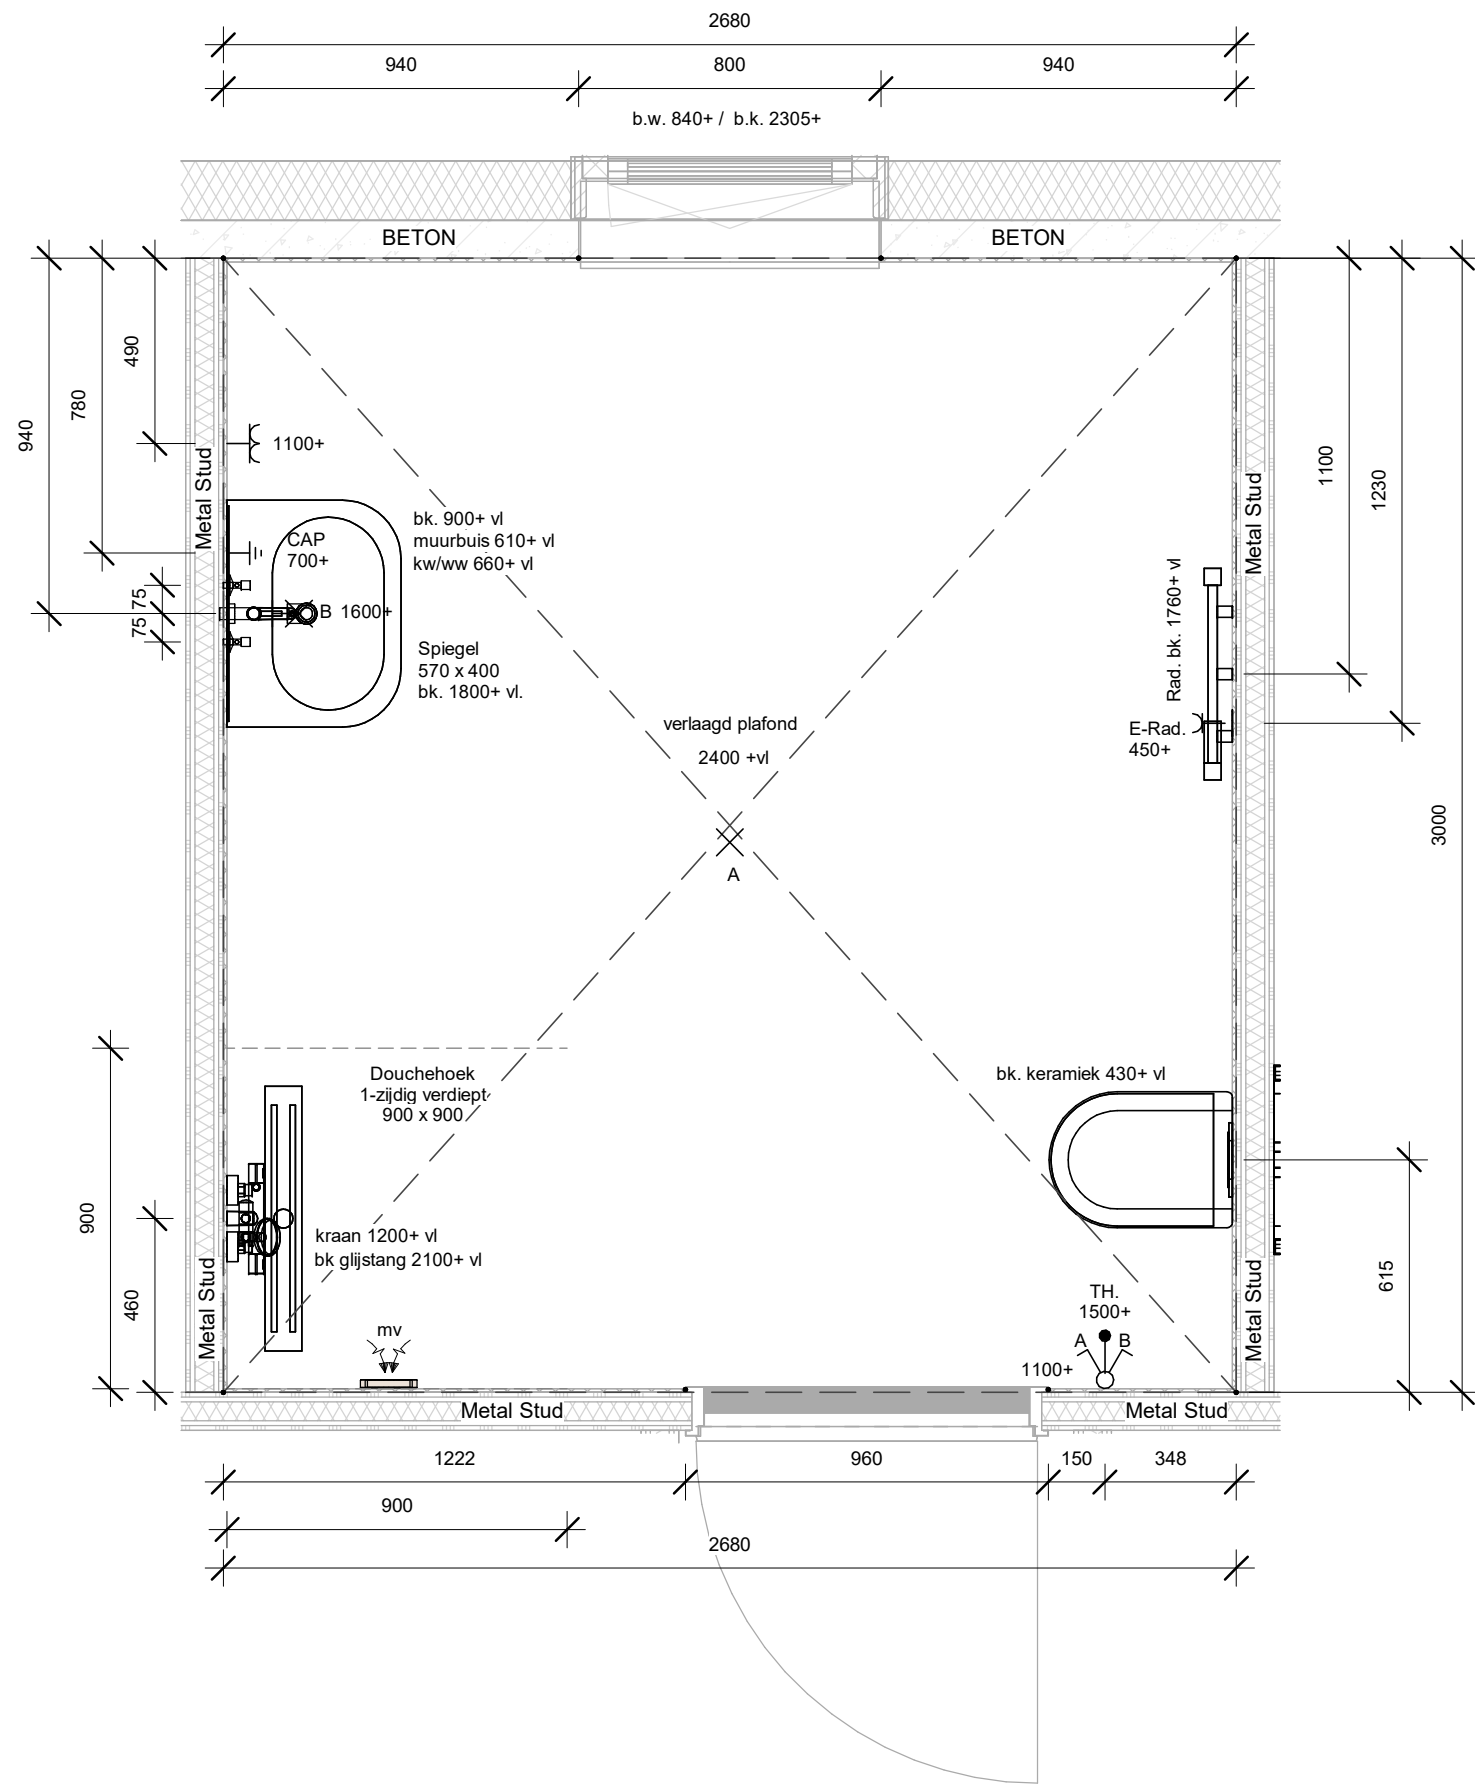 2680
940
800
940
b.w. 840+ / b.k. 2305+
BETON
BETON
490
780
940
1100+
Metal Stud
Metal Stud
1100
1230
3000
bk. 900+ vl
muurbuis 610+ vl
kw/ww 660+ vl
CAP
700+
75
75
B 1600+
Spiegel
570 x 400
bk. 1800+ vl.
Rad. bk. 1760+ vl
E-Rad.
450+
verlaagd plafond
2400 +vl
A
Douchehoek
1-zijdig verdiept
900 x 900
bk. keramiek 430+ vl
900
460
kraan 1200+ vl
bk glijstang 2100+ vl
615
Metal Stud
Metal Stud
mv
TH.
1500+
A
B
1100+
Metal Stud
Metal Stud
1222
960
150
348
900
2680